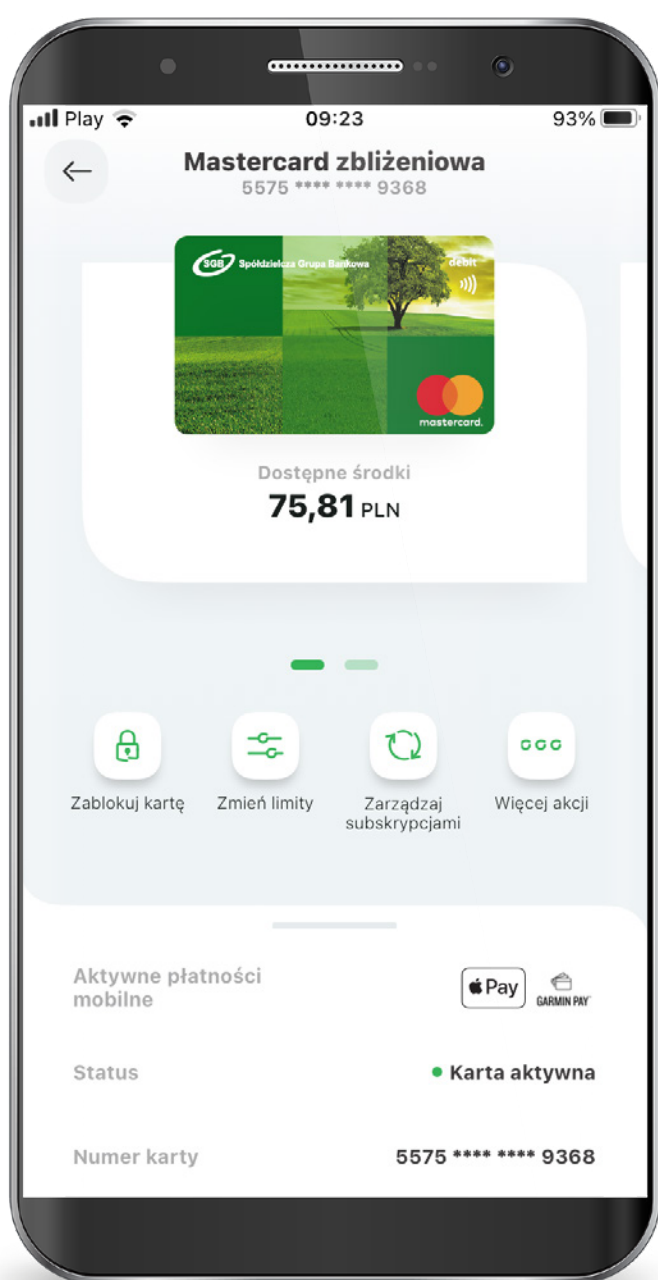 Play 09:23 93%
Mastercard zbliżeniowa
5575 **** **** 9368
SGB Spółdzielcza Grupa Bankowa debit
mastercard.
Dostępne środki
75,81 PLN
Zablokuj kartę Zmień limity Zarządzaj Więcej akcji
subskrypcjami
Aktywne płatności
mobilne
Pay GARMIN PAY
Status Karta aktywna
Numer karty 5575 **** **** 9368